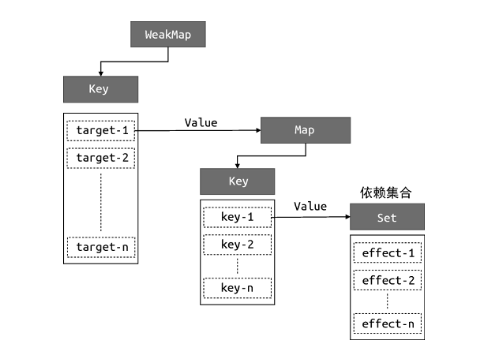 WeakMap
Key
target-1
target-2
target-n
Value
Map
Key
key-1
key-2
key-n
Value
依赖集合
Set
effect-1
effect-2
effect-n